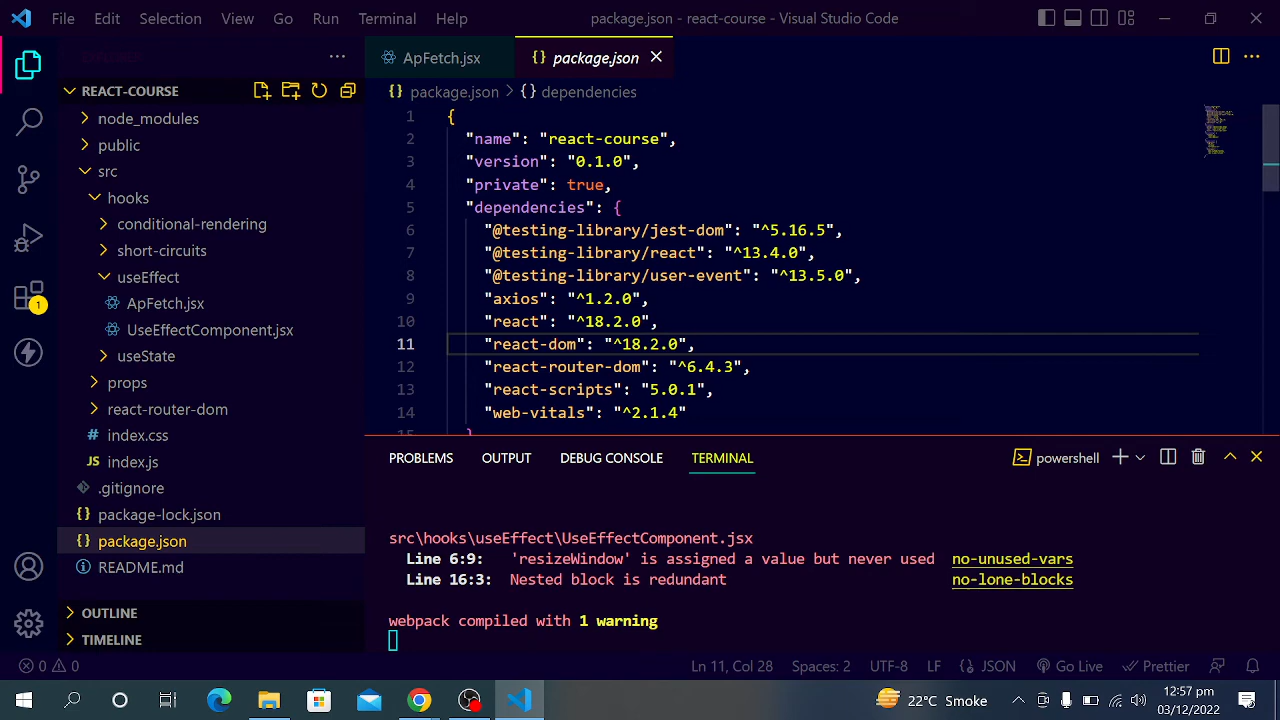 File Edit Selection View Go Run Terminal Help package.json - react-course - Visual Studio Code
ApFetch.jsx {} package.json
EXPLORER
REACT-COURSE
node_modules
public
src
hooks
conditional-rendering
short-circuits
useEffect
ApFetch.jsx
UseEffectComponent.jsx
useState
props
react-router-dom
# index.css
JS index.js
.gitignore
{} package-lock.json
{} package.json
README.md
OUTLINE
TIMELINE
1
{} package.json > {} dependencies
1 {
2 "name": "react-course",
3 "version": "0.1.0",
4 "private": true,
5 "dependencies": {
6 "@testing-library/jest-dom": "^5.16.5",
7 "@testing-library/react": "^13.4.0",
8 "@testing-library/user-event": "^13.5.0",
9 "axios": "^1.2.0",
10 "react": "^18.2.0",
11 "react-dom": "^18.2.0",
12 "react-router-dom": "^6.4.3",
13 "react-scripts": "5.0.1",
14 "web-vitals": "^2.1.4"
15 }
PROBLEMS OUTPUT DEBUG CONSOLE TERMINAL powershell
src\hooks\useEffect\UseEffectComponent.jsx
Line 6:9: 'resizeWindow' is assigned a value but never used no-unused-vars
Line 16:3: Nested block is redundant no-lone-blocks
webpack compiled with 1 warning
0 0 Ln 11, Col 28 Spaces: 2 UTF-8 LF {} JSON Go Live Prettier
22°C Smoke 12:57 pm
03/12/2022